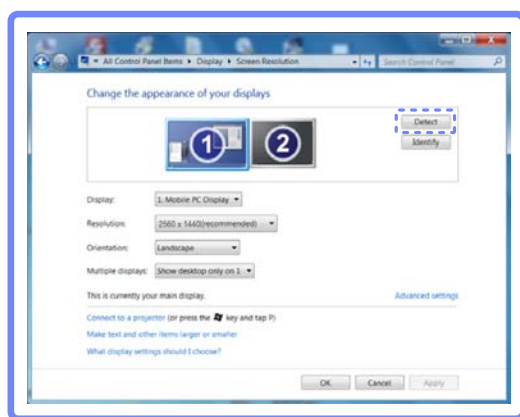 All Control Panel Items ▸ Display ▸ Screen Resolution
Search Control Panel
Change the appearance of your displays
1
2
Detect
Identify
Display: 1. Mobile PC Display
Resolution: 2560 x 1440(recommended)
Orientation: Landscape
Multiple displays: Show desktop only on 1
This is currently your main display.
Advanced settings
Connect to a projector (or press the key and tap P)
Make text and other items larger or smaller
What display settings should I choose?
OK Cancel Apply